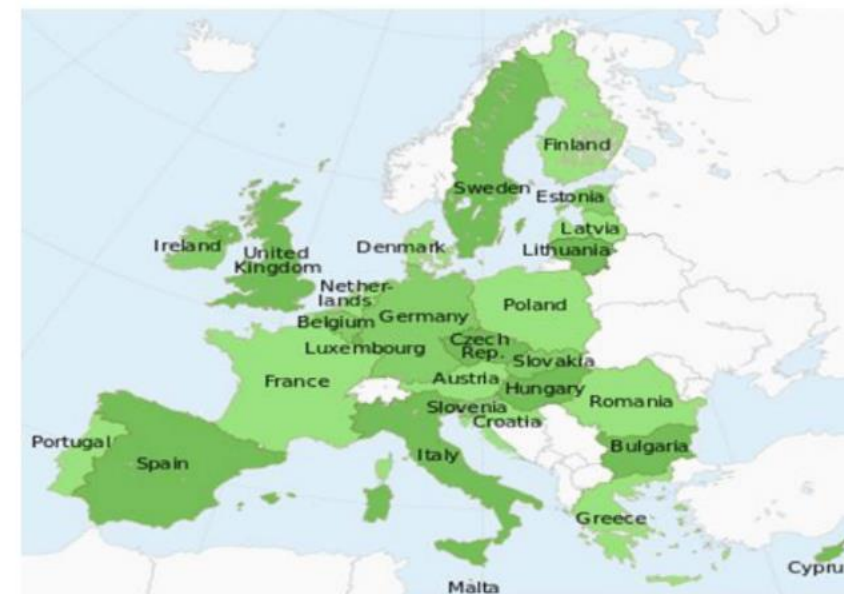 Finland
Sweden
Estonia
Latvia
Lithuania
Ireland
United
Kingdom
Denmark
Nether-
lands
Belgium
Germany
Poland
Luxembourg
Czech
Rep.
Slovakia
France
Austria
Hungary
Romania
Slovenia
Croatia
Portugal
Spain
Italy
Bulgaria
Greece
Cypru
Malta